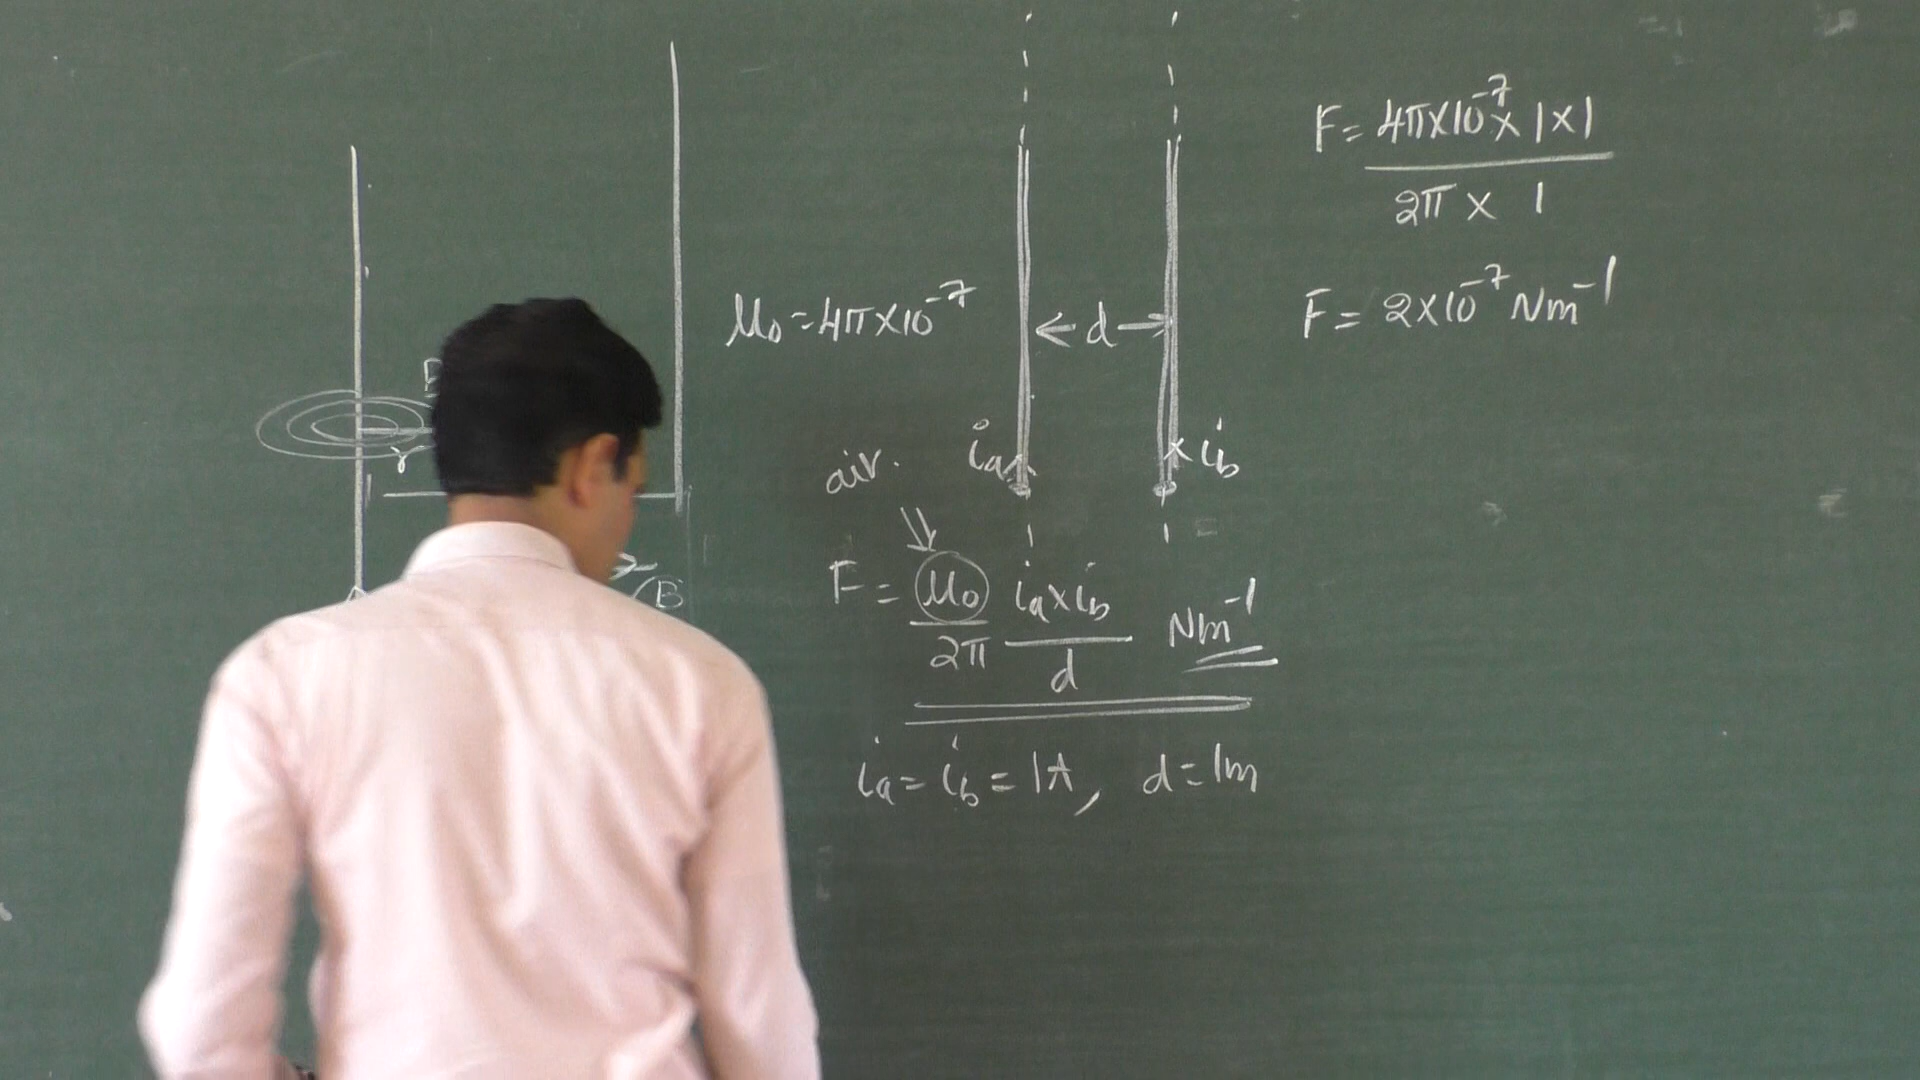 F = 4π×10⁻⁷ × 1×1
2π × 1
F = 2×10⁻⁷ Nm⁻¹
μ₀ = 4π×10⁻⁷
← d →
B
r
air.
iₐ
i_b
F = μ₀/2π iₐ×i_b/d Nm⁻¹
B
iₐ = i_b = 1A, d = 1m